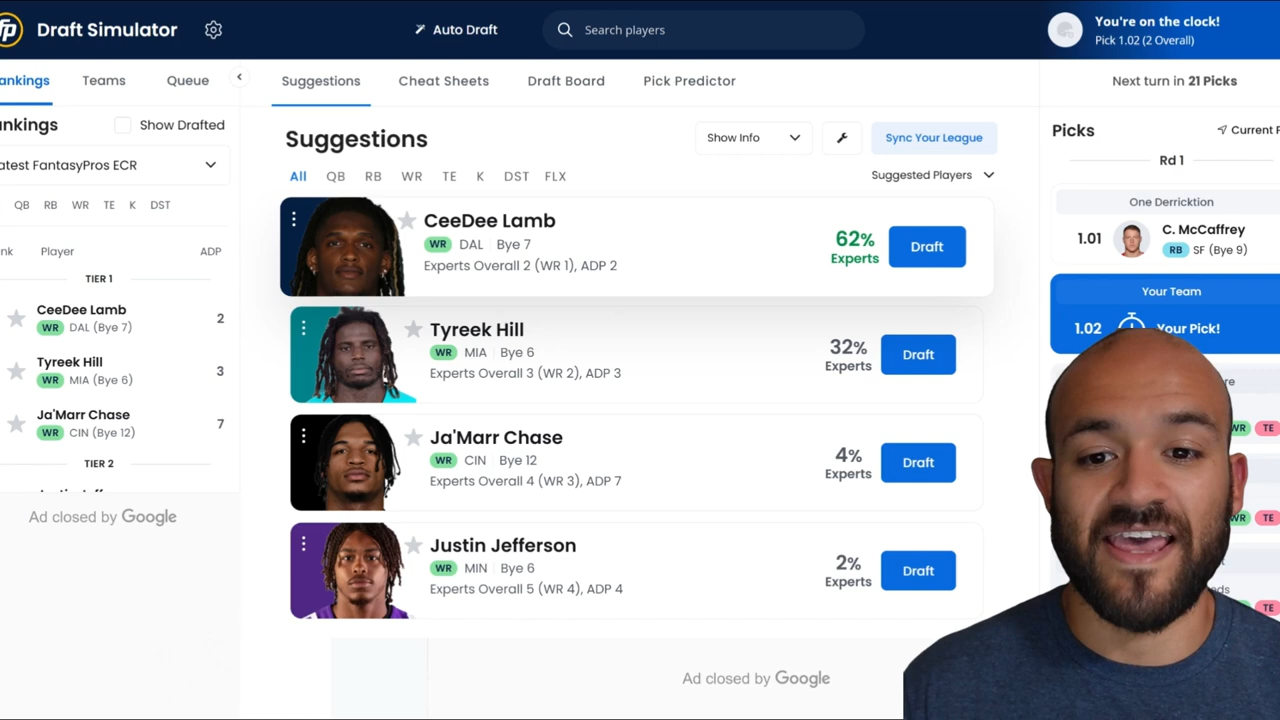 fp Draft Simulator
Auto Draft
Search players
You're on the clock!
Pick 1.02 (2 Overall)
ankings Teams Queue
Suggestions Cheat Sheets Draft Board Pick Predictor
Next turn in 21 Picks
nkings
Show Drafted
atest FantasyPros ECR
QB RB WR TE K DST
nk Player ADP
TIER 1
CeeDee Lamb
WR DAL (Bye 7)
2
Tyreek Hill
WR MIA (Bye 6)
3
Ja'Marr Chase
WR CIN (Bye 12)
7
TIER 2
Ad closed by Google
Suggestions
Show Info
Sync Your League
All QB RB WR TE K DST FLX
Suggested Players
CeeDee Lamb
WR DAL Bye 7
Experts Overall 2 (WR 1), ADP 2
62%
Experts
Draft
Tyreek Hill
WR MIA Bye 6
Experts Overall 3 (WR 2), ADP 3
32%
Experts
Draft
Ja'Marr Chase
WR CIN Bye 12
Experts Overall 4 (WR 3), ADP 7
4%
Experts
Draft
Justin Jefferson
WR MIN Bye 6
Experts Overall 5 (WR 4), ADP 4
2%
Experts
Draft
Ad closed by Google
Picks
Current P
Rd 1
One Derricktion
1.01
C. McCaffrey
RB SF (Bye 9)
Your Team
1.02 Your Pick!
re
WR TE
WR TE
t
eds
TE